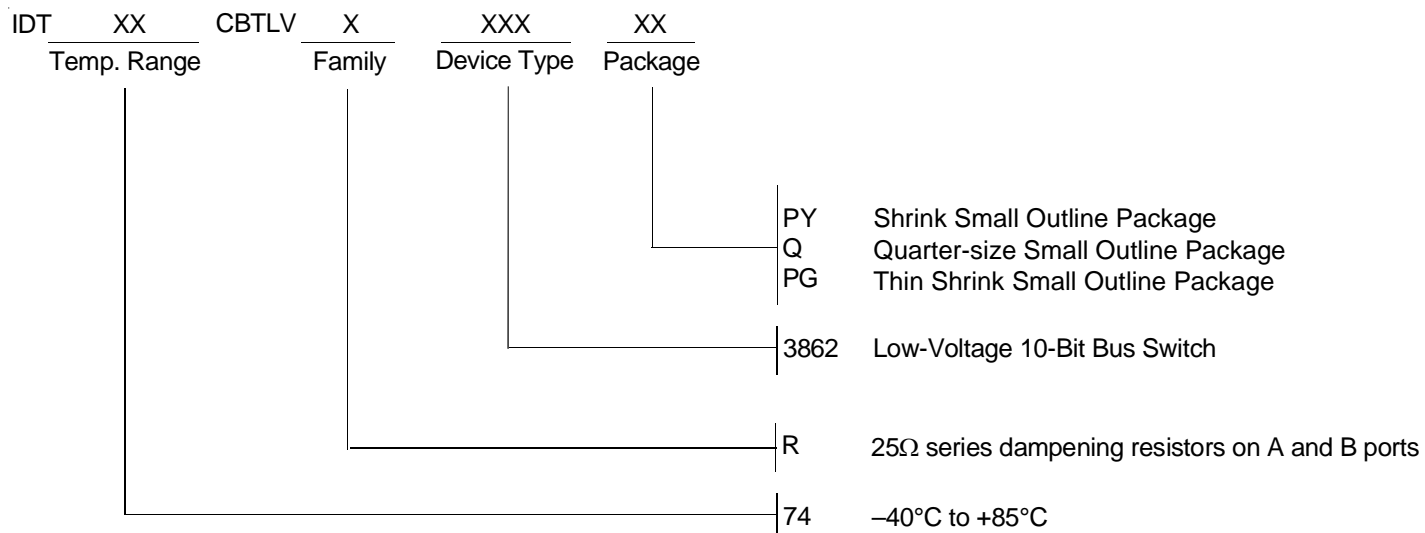 IDT XX CBTLV X XXX XX
Temp. Range Family Device Type Package
PY Shrink Small Outline Package
Q Quarter-size Small Outline Package
PG Thin Shrink Small Outline Package
3862 Low-Voltage 10-Bit Bus Switch
R 25Ω series dampening resistors on A and B ports
74 –40°C to +85°C